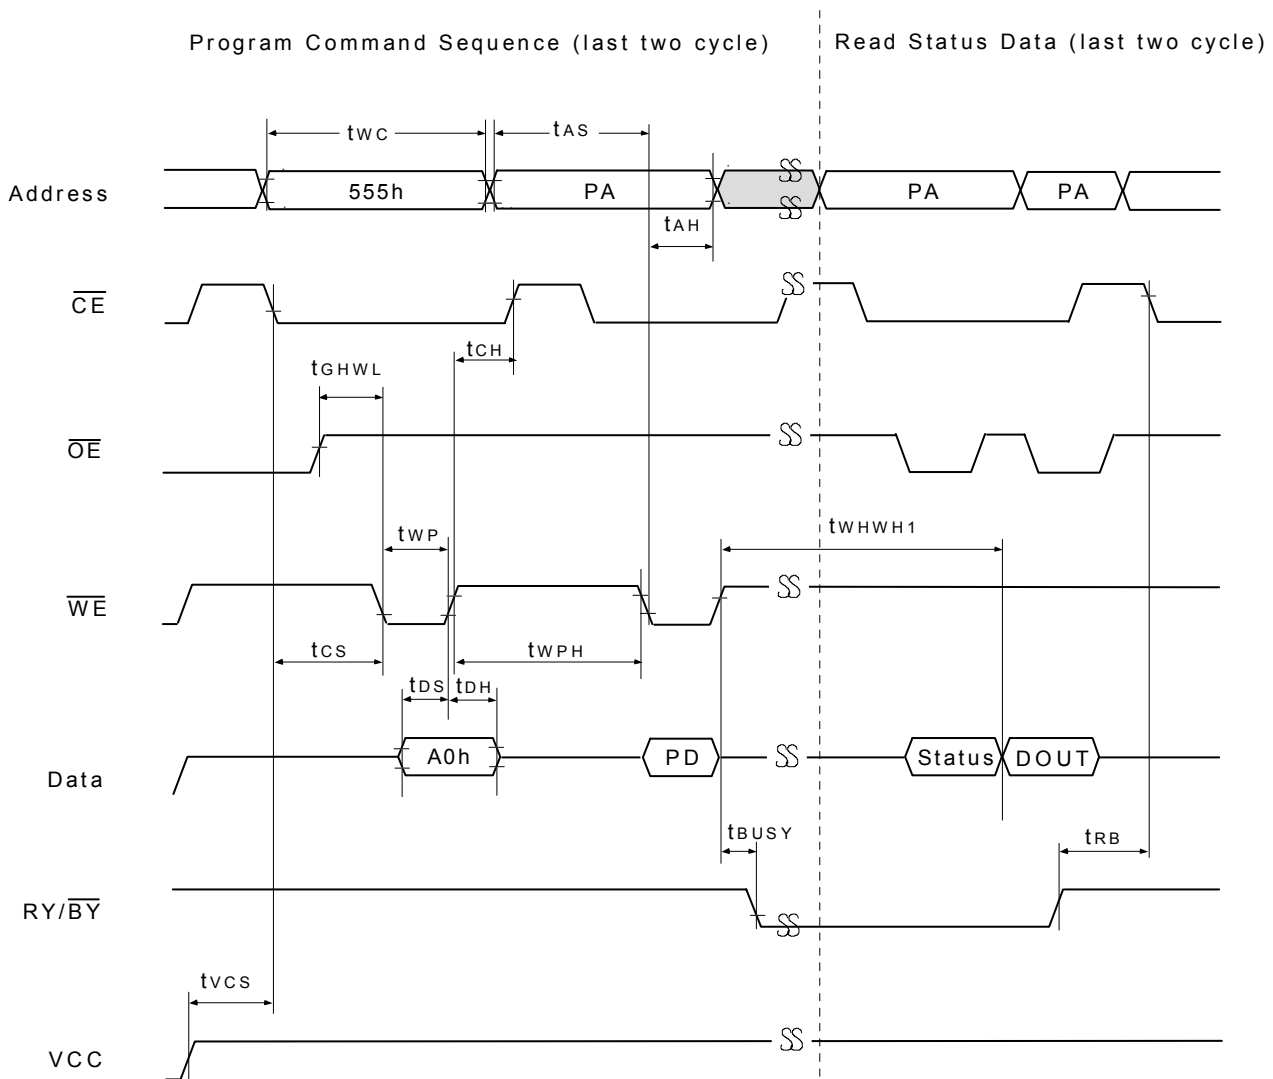 Program Command Sequence (last two cycle)
Read Status Data (last two cycle)
tWC
tAS
Address
555h
PA
PA
PA
tAH
CE
tCH
tGHWL
OE
tWP
tWHWH1
WE
tCS
tWPH
tDS
tDH
A0h
PD
Status
DOUT
Data
tBUSY
tRB
RY/BY
tVCS
VCC